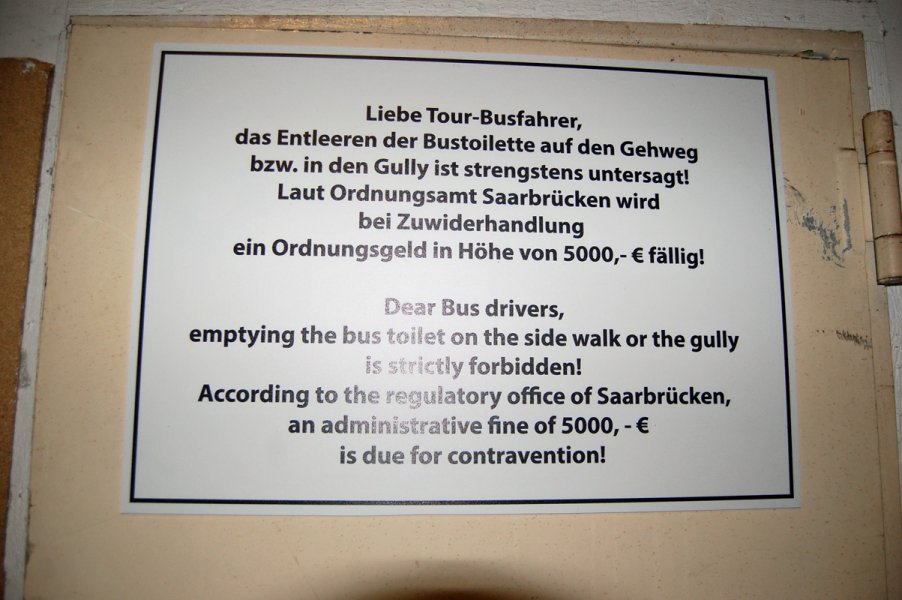 Liebe Tour-Busfahrer,
das Entleeren der Bustoilette auf den Gehweg
bzw. in den Gully ist strengstens untersagt!
Laut Ordnungsamt Saarbrücken wird
bei Zuwiderhandlung
ein Ordnungsgeld in Höhe von 5000,- € fällig!
Dear Bus drivers,
emptying the bus toilet on the side walk or the gully
is strictly forbidden!
According to the regulatory office of Saarbrücken,
an administrative fine of 5000, - €
is due for contravention!